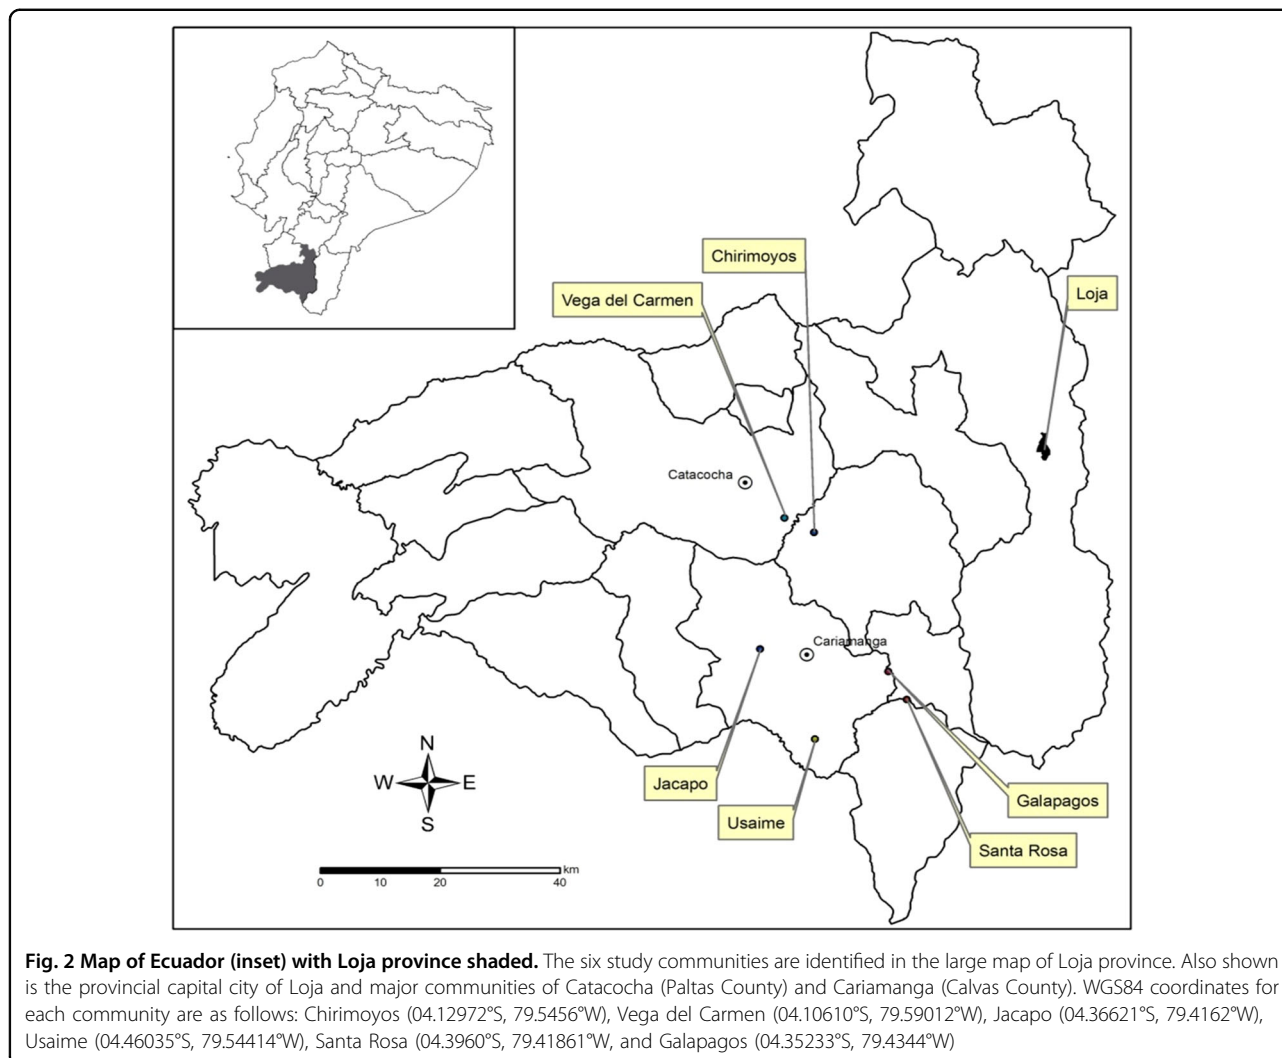 Chirimoyos
Vega del Carmen
Loja
Catacocha
Cariamanga
N
W E
S
Jacapo
Usaime
Galapagos
Santa Rosa
km
0 10 20 40
Fig. 2 Map of Ecuador (inset) with Loja province shaded. The six study communities are identified in the large map of Loja province. Also shown
is the provincial capital city of Loja and major communities of Catacocha (Paltas County) and Cariamanga (Calvas County). WGS84 coordinates for
each community are as follows: Chirimoyos (04.12972°S, 79.5456°W), Vega del Carmen (04.10610°S, 79.59012°W), Jacapo (04.36621°S, 79.4162°W),
Usaime (04.46035°S, 79.54414°W), Santa Rosa (04.3960°S, 79.41861°W, and Galapagos (04.35233°S, 79.4344°W)